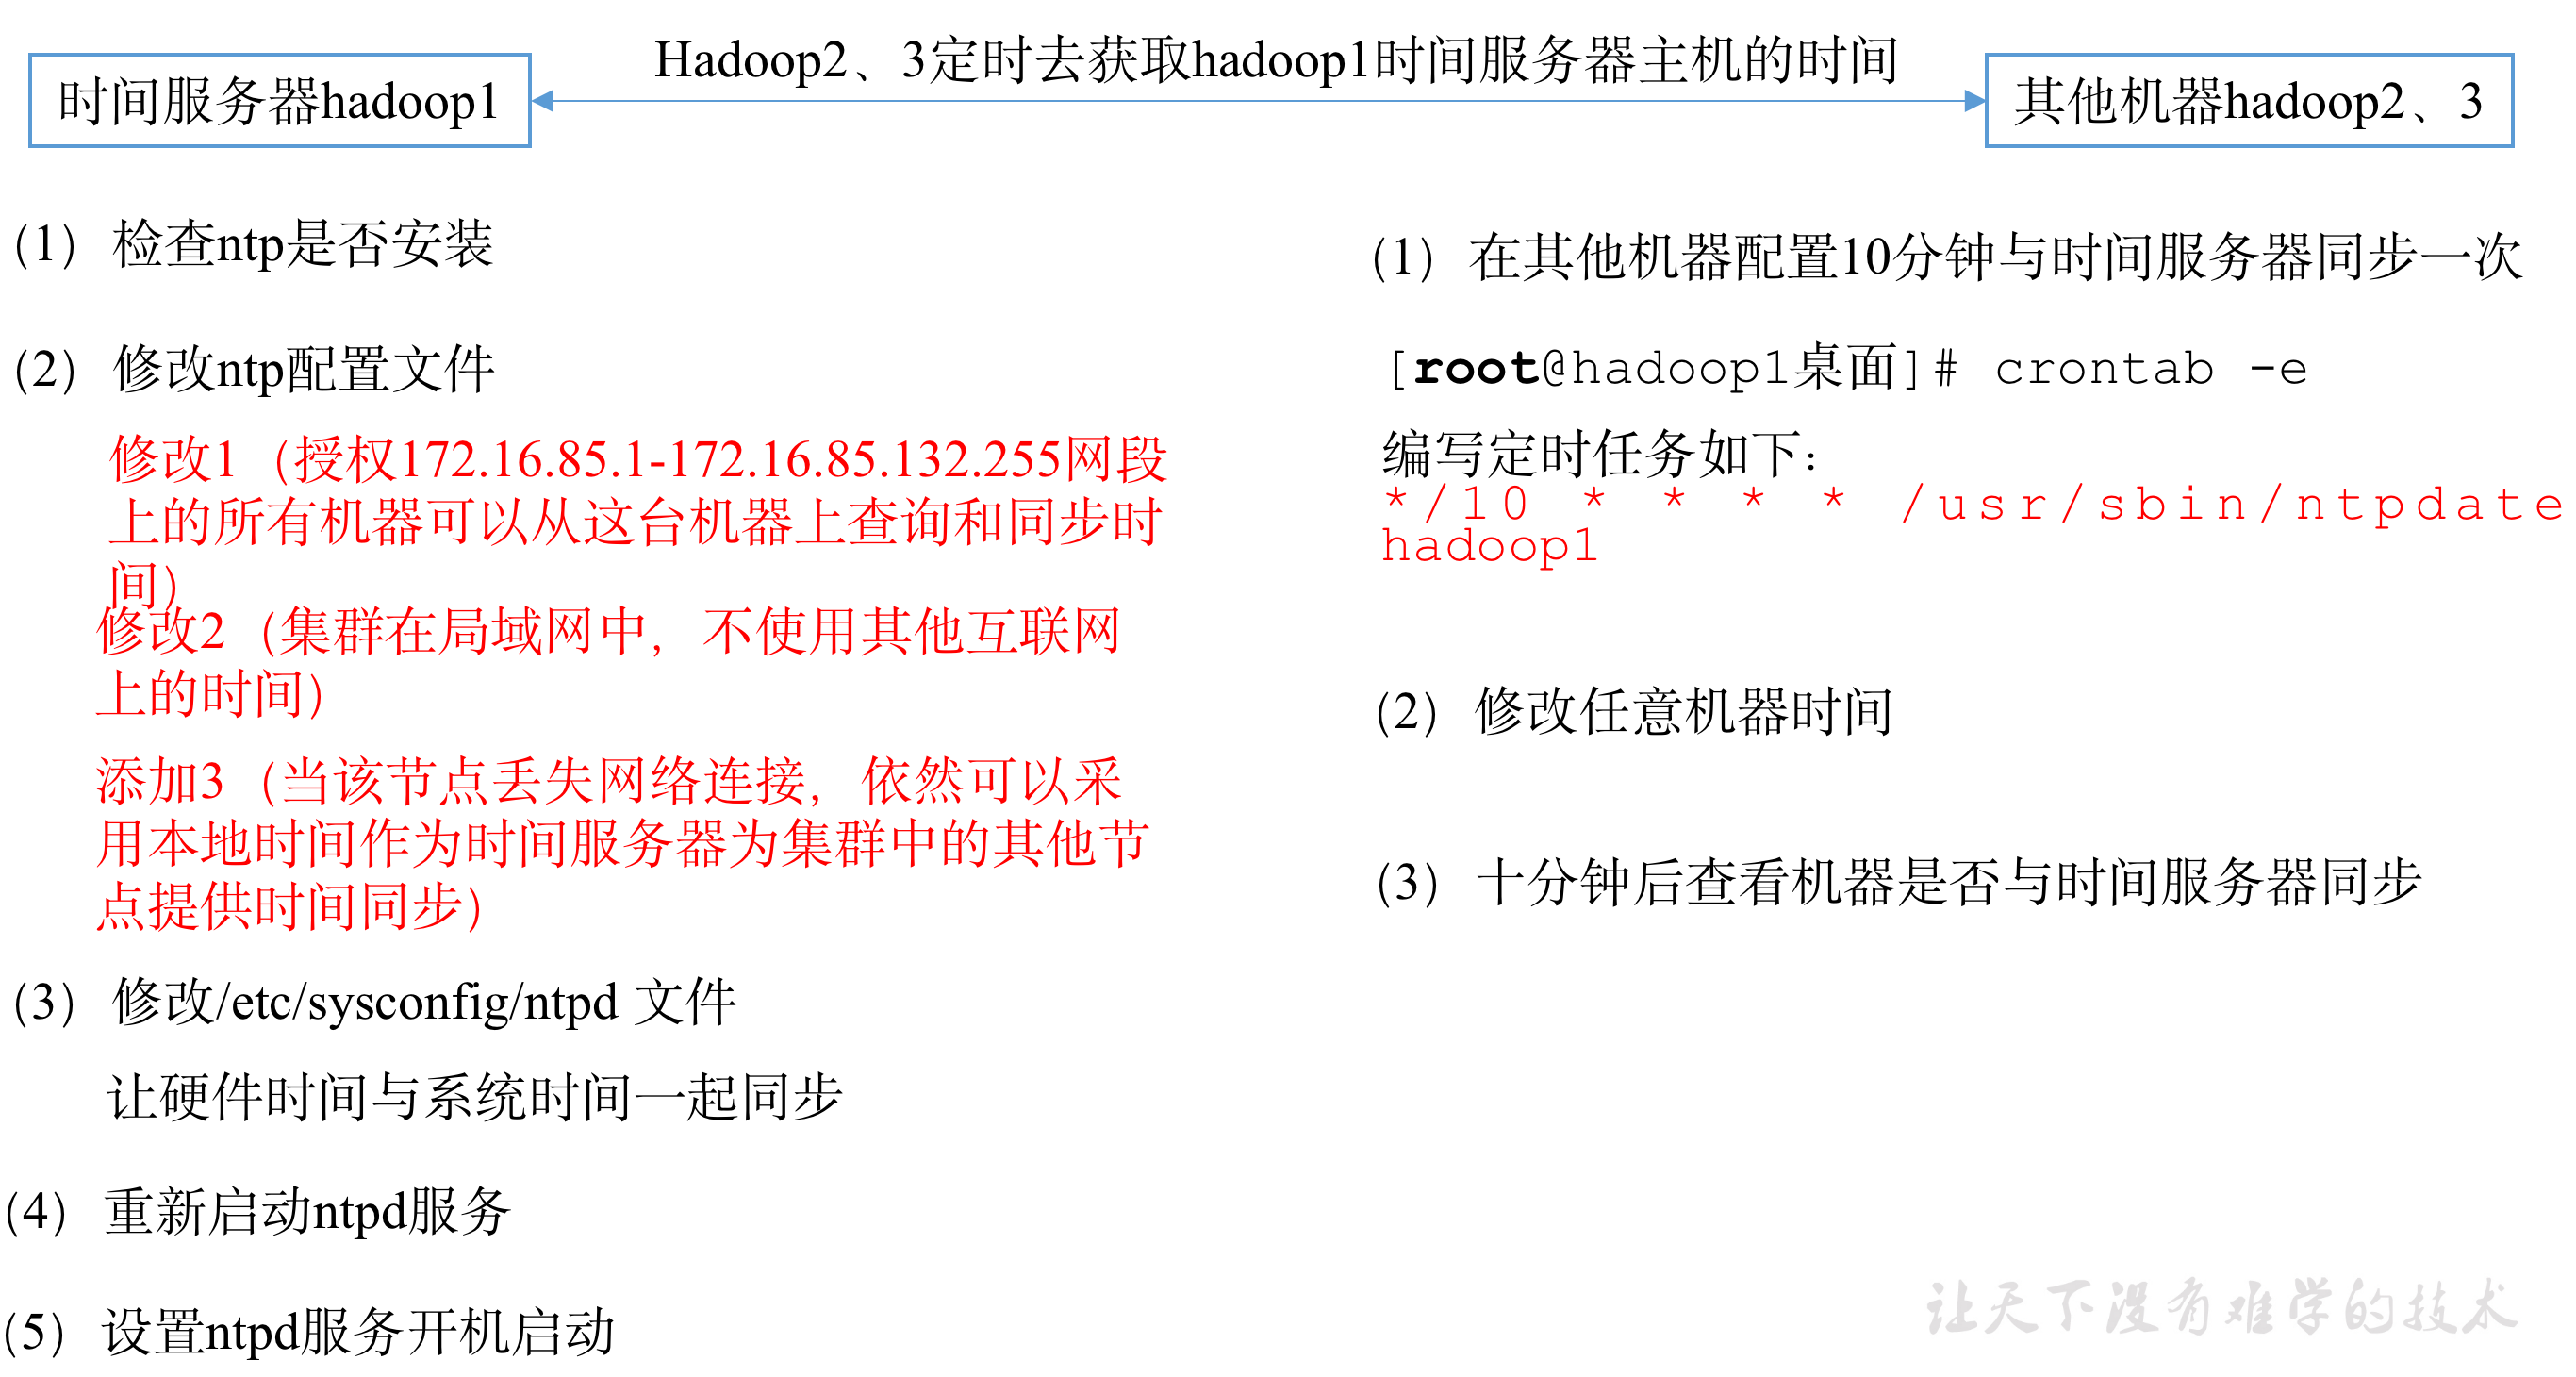 时间服务器hadoop1
Hadoop2、3定时去获取hadoop1时间服务器主机的时间
其他机器hadoop2、3
（1）检查ntp是否安装
（2）修改ntp配置文件
修改1（授权172.16.85.1-172.16.85.132.255网段
上的所有机器可以从这台机器上查询和同步时
间）
修改2（集群在局域网中，不使用其他互联网
上的时间）
添加3（当该节点丢失网络连接，依然可以采
用本地时间作为时间服务器为集群中的其他节
点提供时间同步）
（3）修改/etc/sysconfig/ntpd 文件
让硬件时间与系统时间一起同步
（4）重新启动ntpd服务
（5）设置ntpd服务开机启动
（1）在其他机器配置10分钟与时间服务器同步一次
[root@hadoop1桌面]# crontab -e
编写定时任务如下：
*/10 * * * * /usr/sbin/ntpdate
hadoop1
（2）修改任意机器时间
（3）十分钟后查看机器是否与时间服务器同步
让天下没有难学的技术